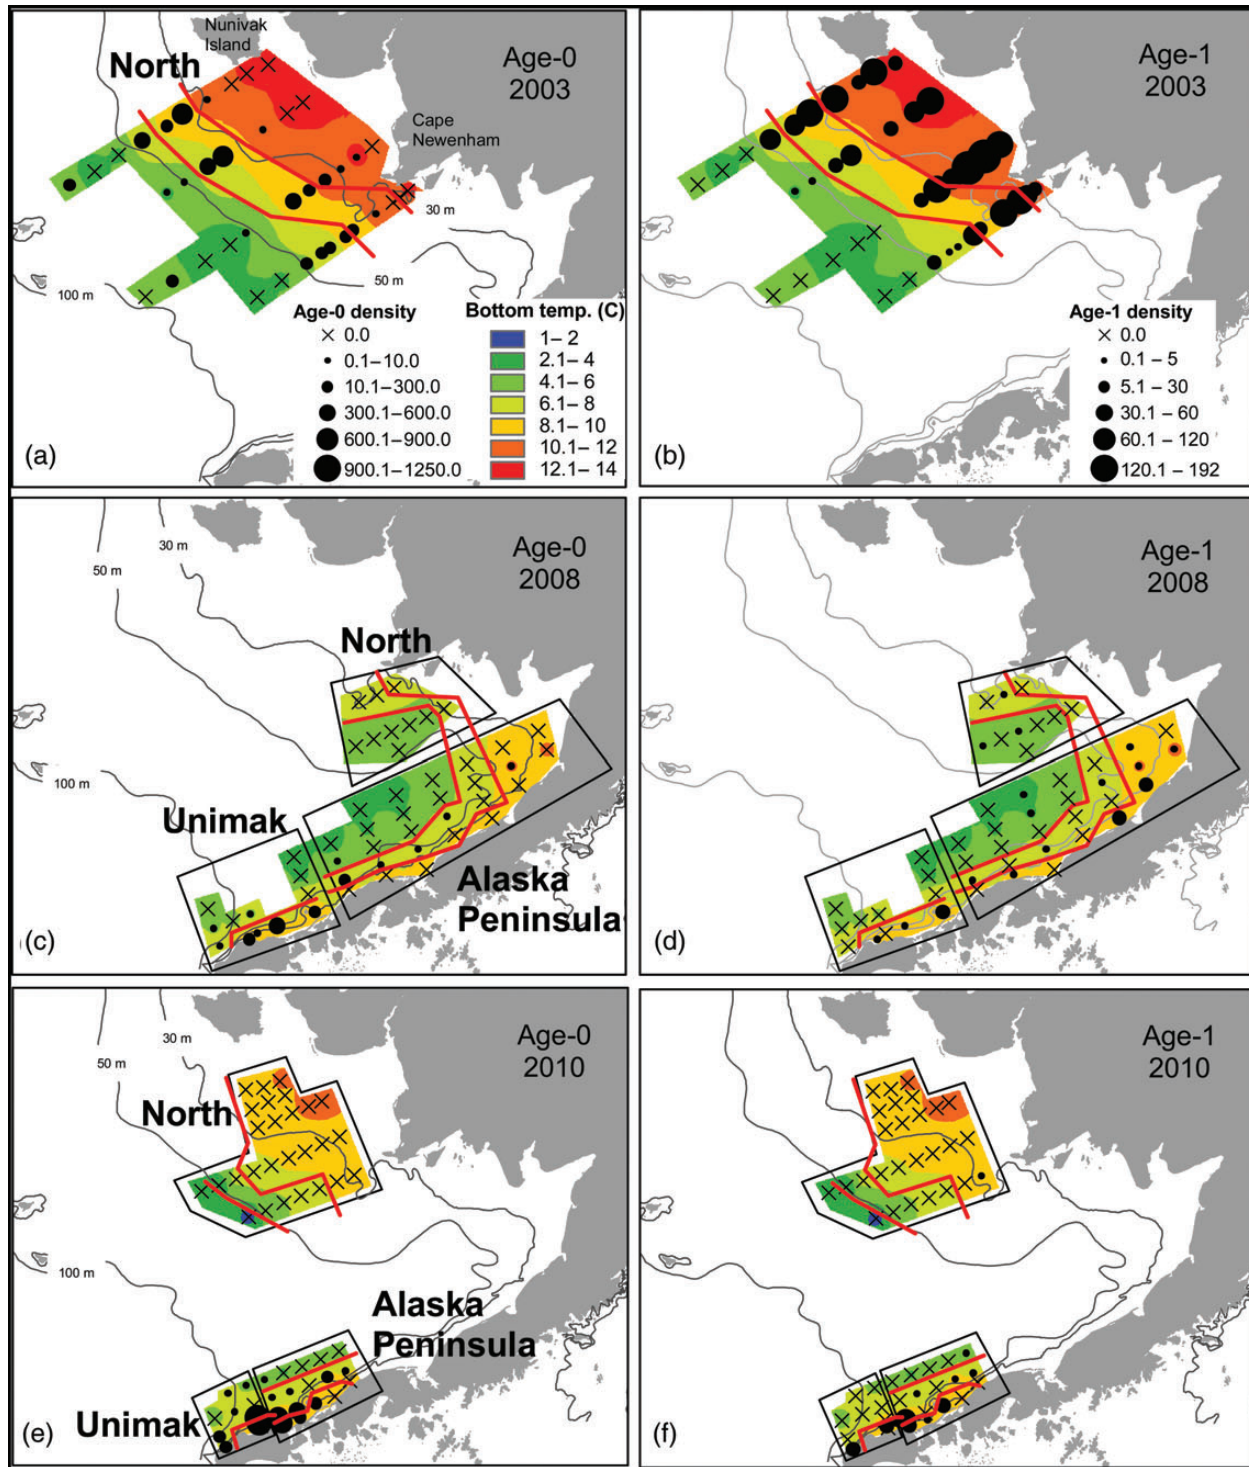 Nunivak
Island
North
Age-0
2003
Cape
Newenham
30 m
50 m
100 m
Age-0 density
0.0
0.1–10.0
10.1–300.0
300.1–600.0
600.1–900.0
900.1–1250.0
Bottom temp. (C)
1– 2
2.1– 4
4.1– 6
6.1– 8
8.1– 10
10.1– 12
12.1– 14
(a)
Age-1
2003
Age-1 density
0.0
0.1 – 5
5.1 – 30
30.1 – 60
60.1 – 120
120.1 – 192
(b)
30 m
50 m
Age-0
2008
North
100 m
Unimak
Alaska
Peninsula
(c)
Age-1
2008
(d)
30 m
50 m
Age-0
2010
North
100 m
Alaska
Peninsula
Unimak
(e)
Age-1
2010
(f)